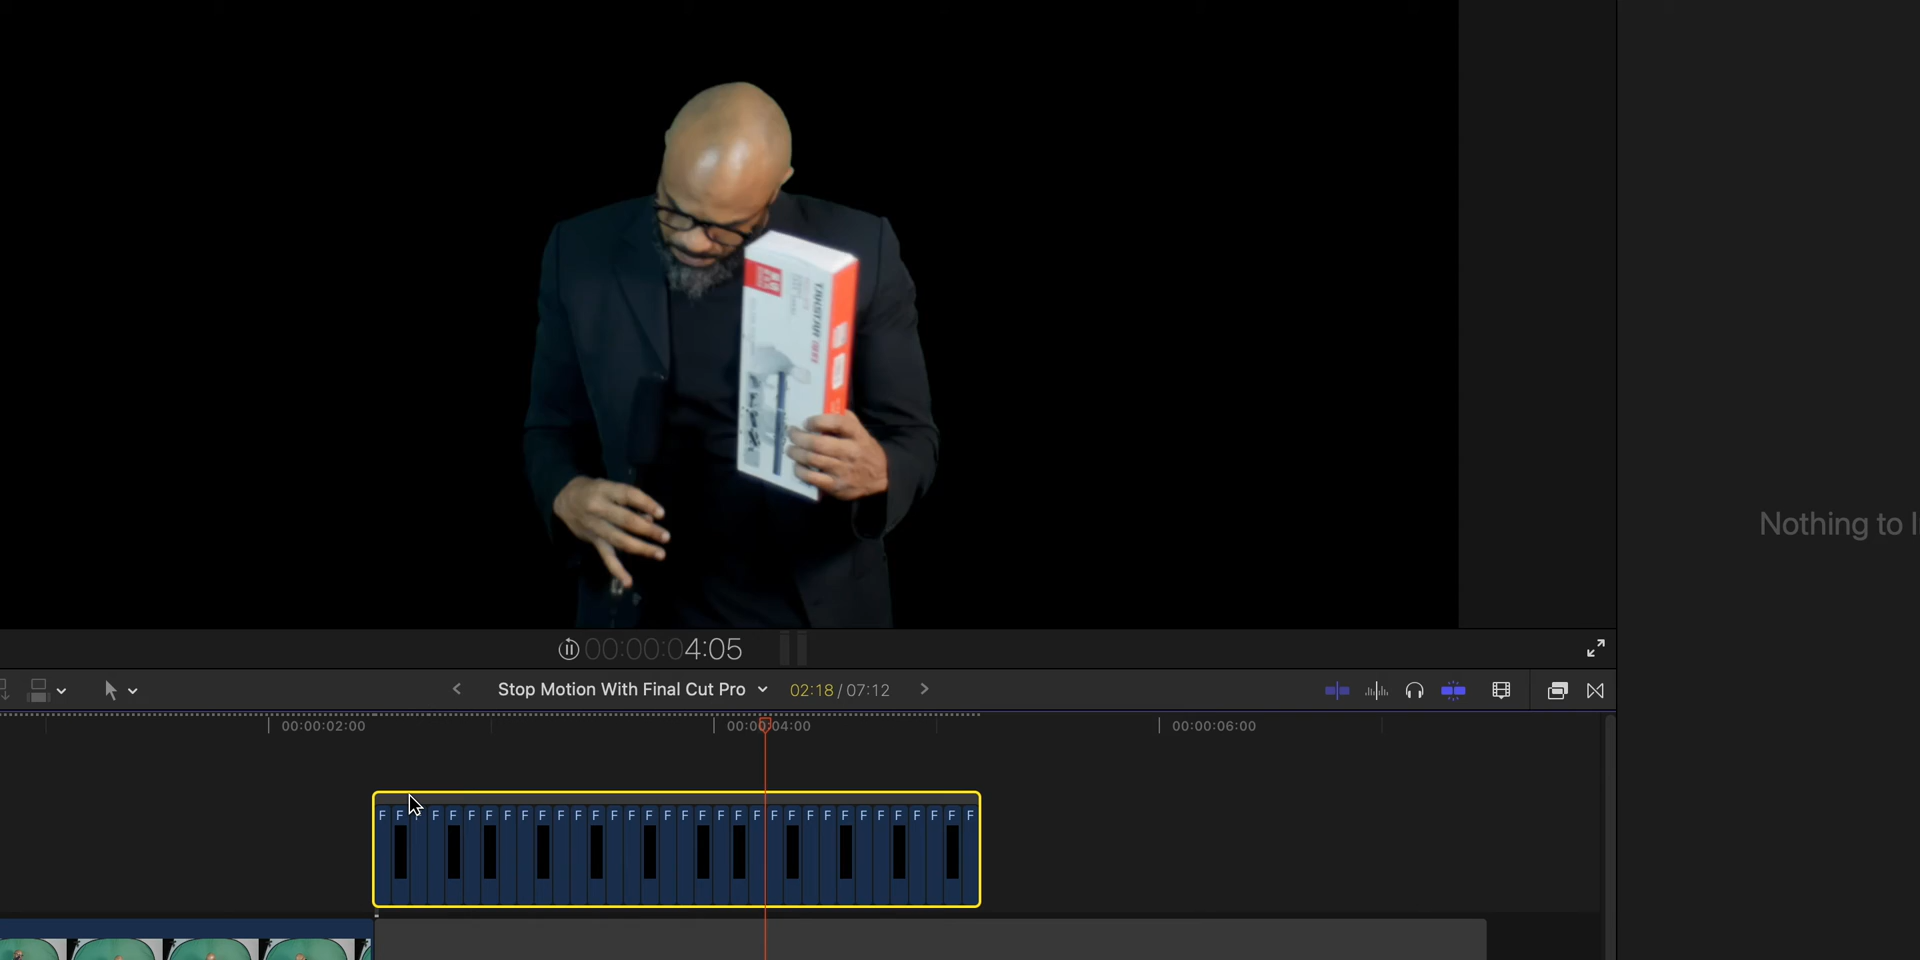 TAKSTAR
Nothing to
00:00:04:05
Stop Motion With Final Cut Pro
02:18 / 07:12
00:00:02:00
00:00:04:00
00:00:06:00
F F F F F F F F F F F F F F F F F F F F F F F F F F F F F F F F F F